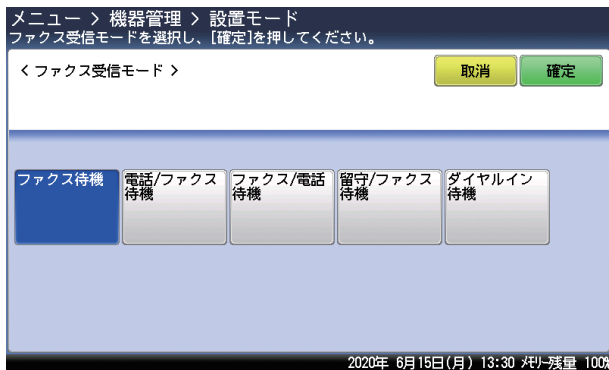 メニュー > 機器管理 > 設置モード
ファクス受信モードを選択し、[確定]を押してください。
< ファクス受信モード >
取消
確定
ファクス待機
電話/ファクス
待機
ファクス/電話
待機
留守/ファクス
待機
ダイヤルイン
待機
2020年 6月15日(月) 13:30 ﾒﾓﾘｰ残量 100%